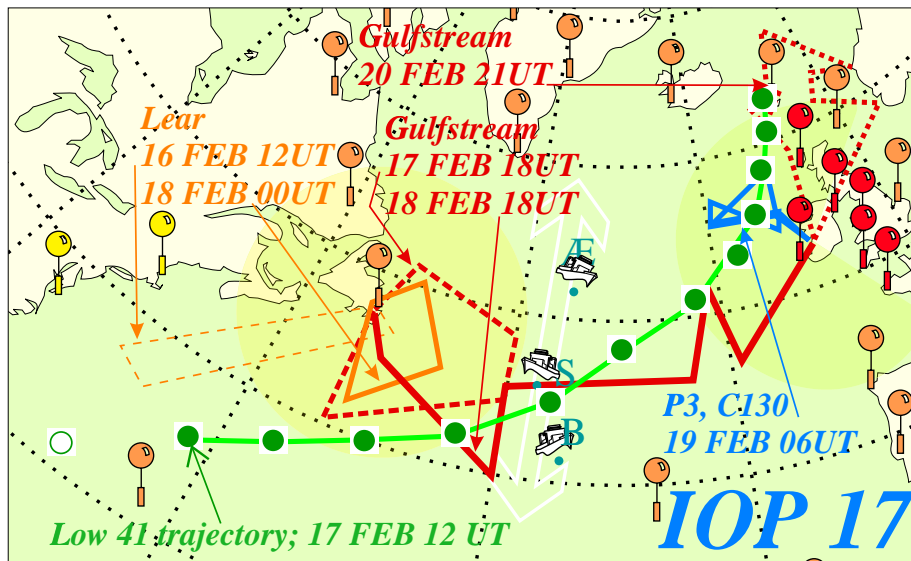 Gulfstream
20 FEB 21UT
Lear
16 FEB 12UT
18 FEB 00UT
Gulfstream
17 FEB 18UT
18 FEB 18UT
Æ
S
B
P3, C130
19 FEB 06UT
IOP 17
Low 41 trajectory; 17 FEB 12 UT